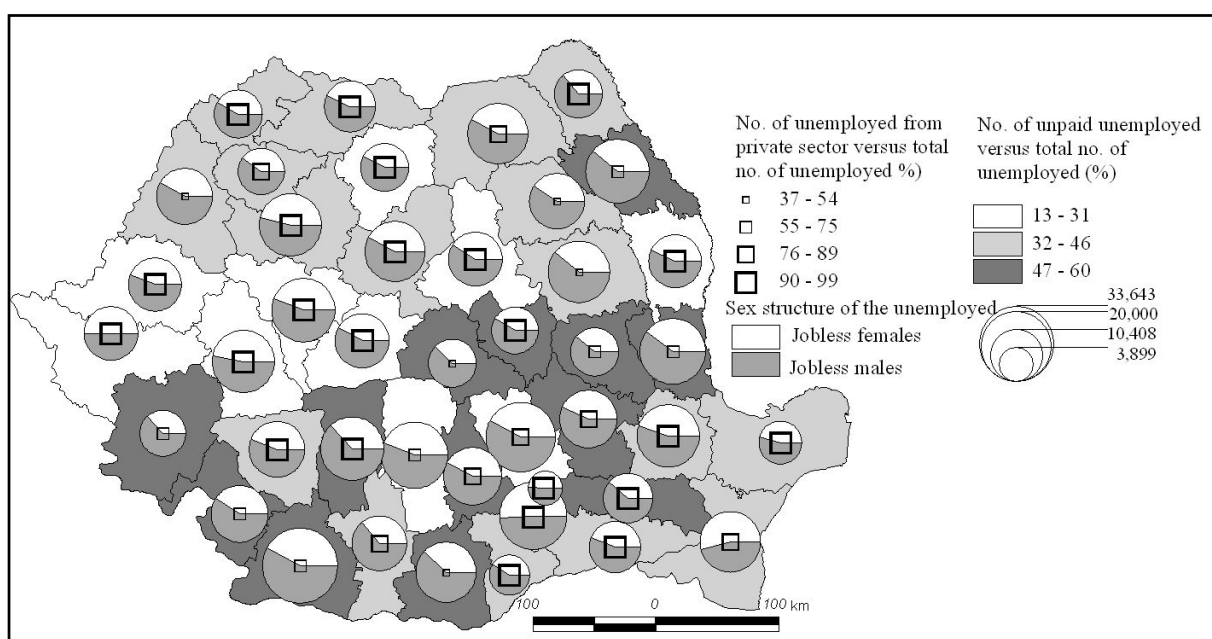 No. of unemployed from
private sector versus total
no. of unemployed %)
37 - 54
55 - 75
76 - 89
90 - 99
Sex structure of the unemployed
Jobless females
Jobless males
No. of unpaid unemployed
versus total no. of
unemployed (%)
13 - 31
32 - 46
47 - 60
33,643
20,000
10,408
3,899
100 0 100 km